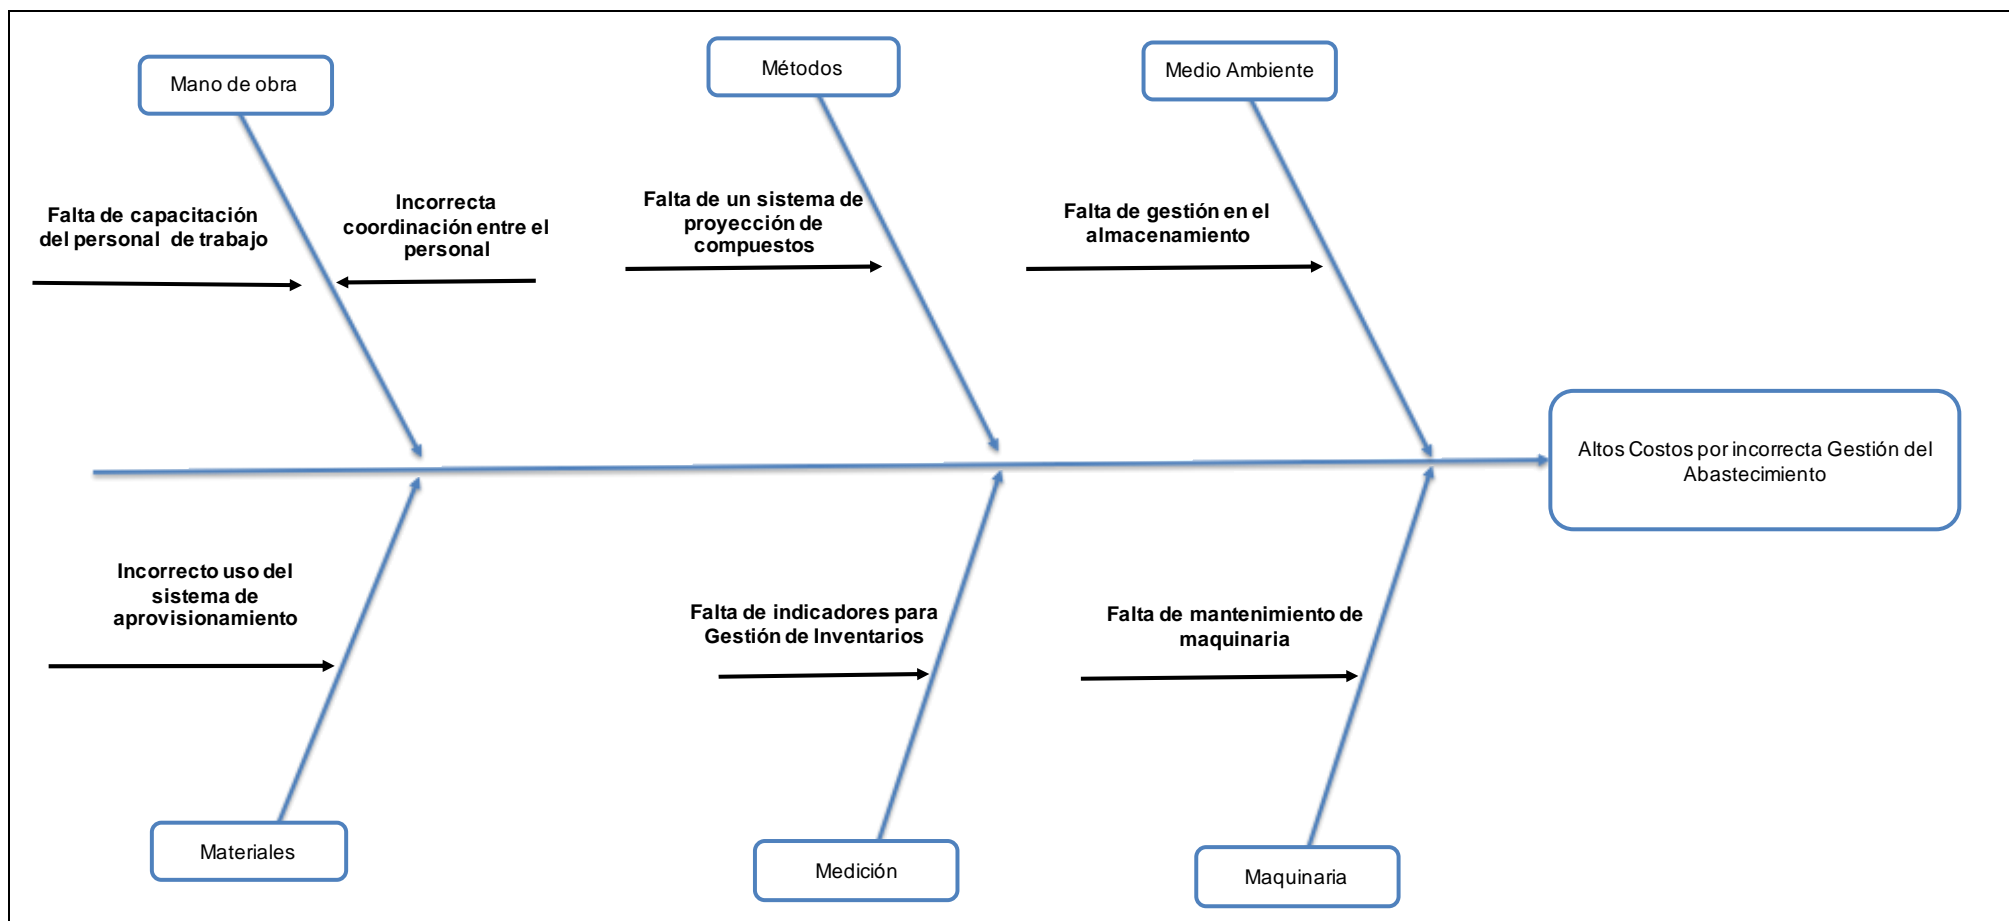 Mano de obra
Métodos
Medio Ambiente
Falta de capacitación
del personal de trabajo
Incorrecta
coordinación entre el
personal
Falta de un sistema de
proyección de
compuestos
Falta de gestión en el
almacenamiento
Altos Costos por incorrecta Gestión del
Abastecimiento
Incorrecto uso del
sistema de
aprovisionamiento
Falta de indicadores para
Gestión de Inventarios
Falta de mantenimiento de
maquinaria
Materiales
Medición
Maquinaria